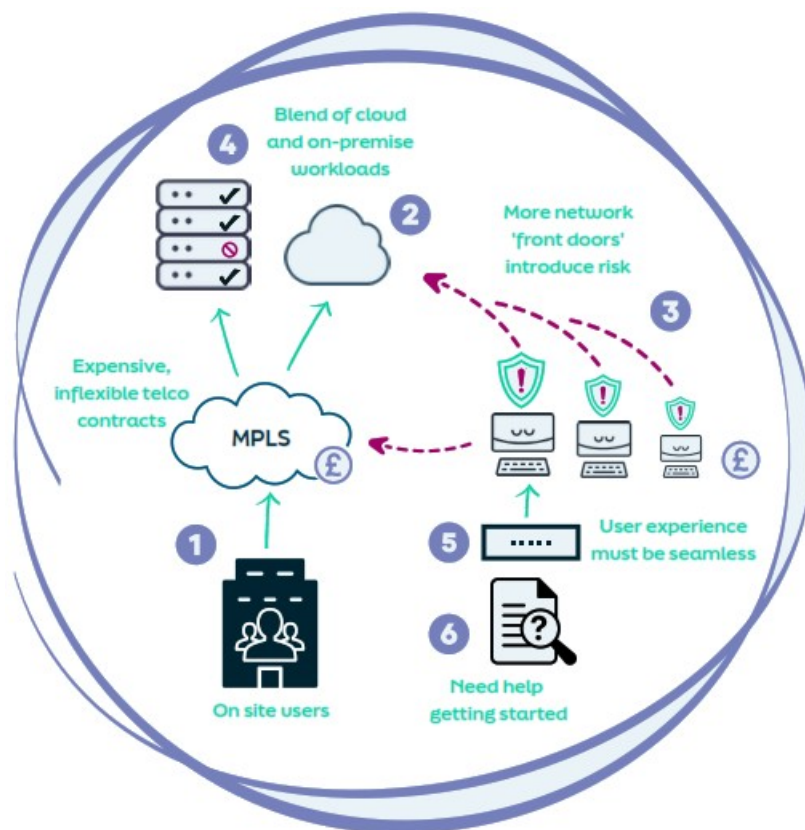 Blend of cloud
and on-premise
workloads
4
2
More network
'front doors'
introduce risk
3
Expensive,
inflexible telco
contracts
MPLS
£
£
1
5
User experience
must be seamless
6
?
On site users
Need help
getting started